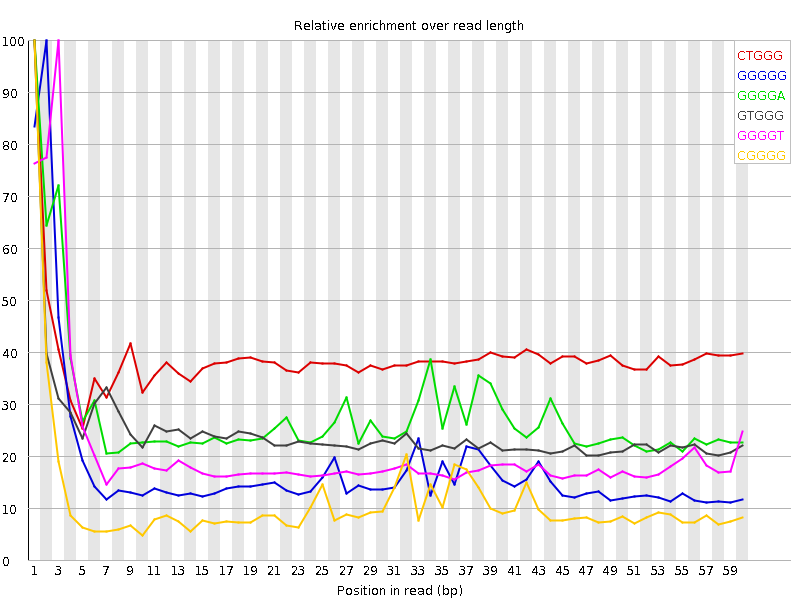 Relative enrichment over read length
CTGGG
GGGGG
GGGGA
GTGGG
GGGGT
CGGGG
100
90
80
70
60
50
40
30
20
10
0
1 3 5 7 9 11 13 15 17 19 21 23 25 27 29 31 33 35 37 39 41 43 45 47 49 51 53 55 57 59
Position in read (bp)